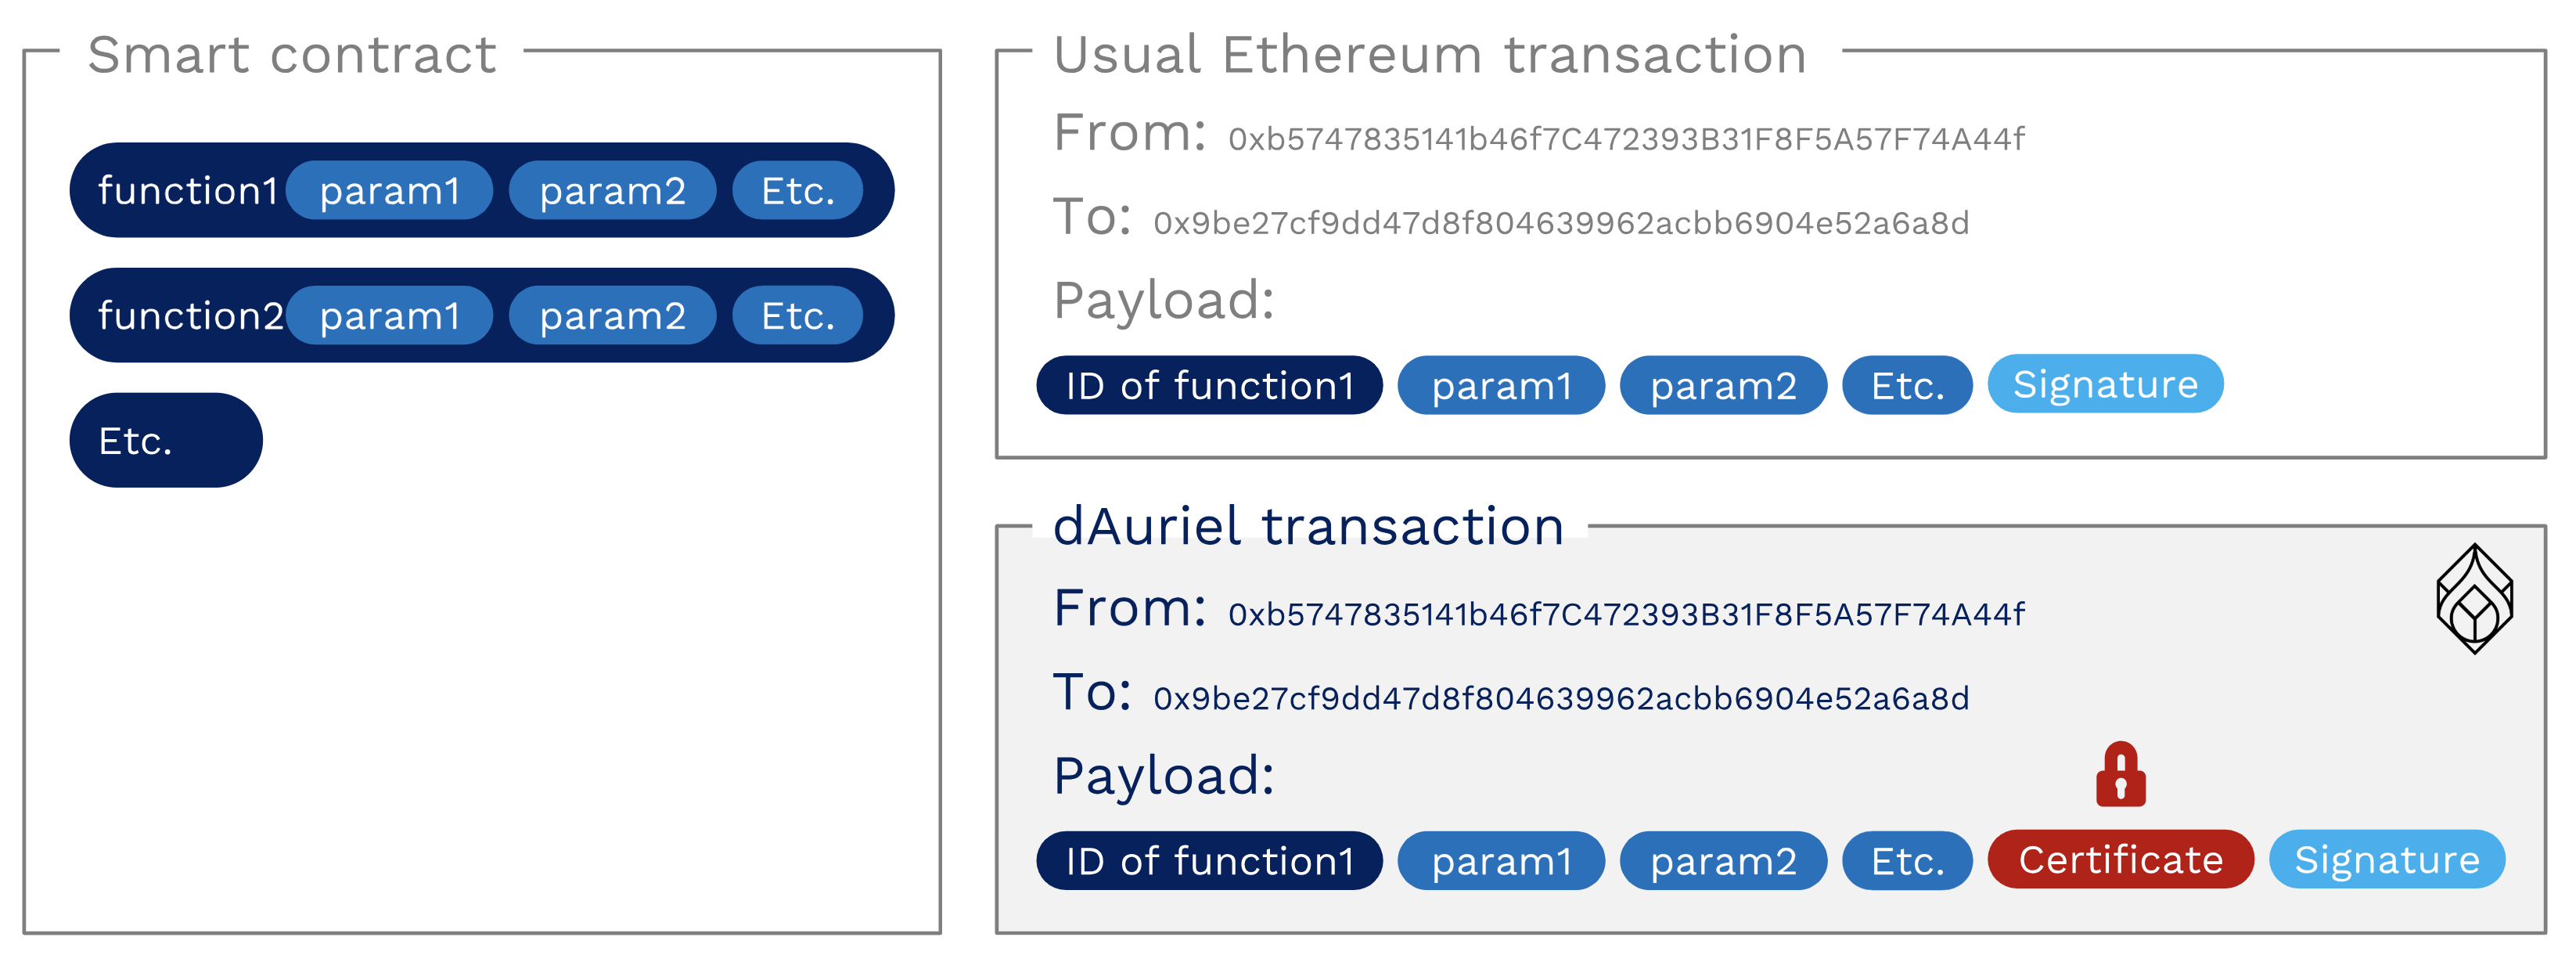 Smart contract
function1 param1 param2 Etc.
function2 param1 param2 Etc.
Etc.
Usual Ethereum transaction
From: 0xb5747835141b46f7C472393B31F8F5A57F74A44f
To: 0x9be27cf9dd47d8f804639962acbb6904e52a6a8d
Payload:
ID of function1 param1 param2 Etc. Signature
dAuriel transaction
From: 0xb5747835141b46f7C472393B31F8F5A57F74A44f
To: 0x9be27cf9dd47d8f804639962acbb6904e52a6a8d
Payload:
ID of function1 param1 param2 Etc. Certificate Signature